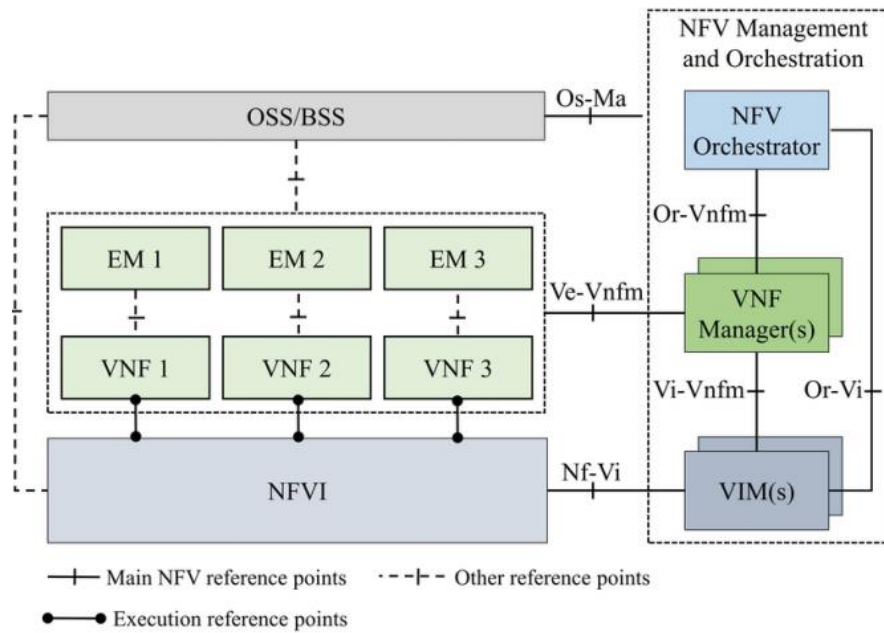 NFV Management
and Orchestration
OSS/BSS
Os-Ma
NFV
Orchestrator
Or-Vnfm
EM 1
EM 2
EM 3
Ve-Vnfm
VNF
Manager(s)
VNF 1
VNF 2
VNF 3
Vi-Vnfm
Or-Vi
NFVI
Nf-Vi
VIM(s)
Main NFV reference points
Other reference points
Execution reference points